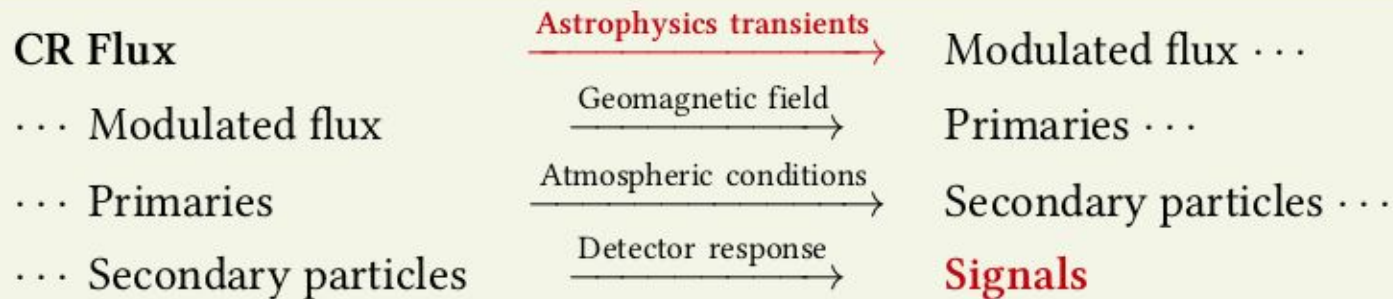 CR Flux Astrophysics transients Modulated flux · · ·
· · · Modulated flux Geomagnetic field Primaries · · ·
· · · Primaries Atmospheric conditions Secondary particles · · ·
· · · Secondary particles Detector response Signals